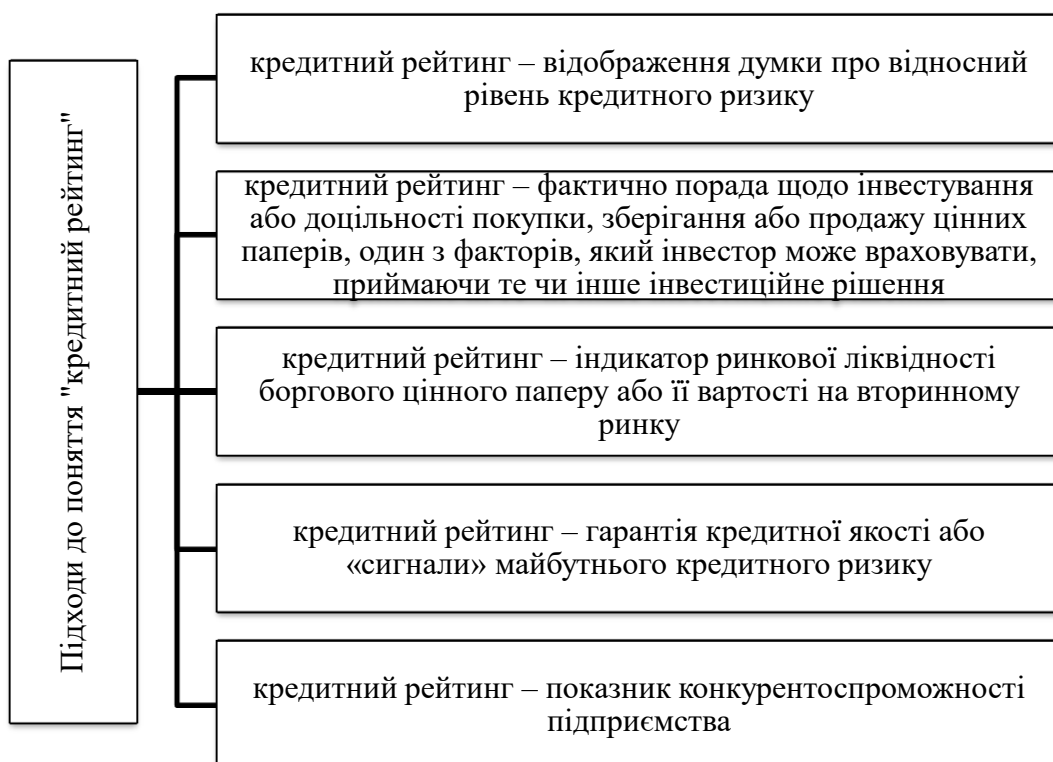 Підходи до поняття "кредитний рейтинг"
кредитний рейтинг – відображення думки про відносний
рівень кредитного ризику
кредитний рейтинг – фактично порада щодо інвестування
або доцільності покупки, зберігання або продажу цінних
паперів, один з факторів, який інвестор може враховувати,
приймаючи те чи інше інвестиційне рішення
кредитний рейтинг – індикатор ринкової ліквідності
боргового цінного паперу або її вартості на вторинному
ринку
кредитний рейтинг – гарантія кредитної якості або
«сигнали» майбутнього кредитного ризику
кредитний рейтинг – показник конкурентоспроможності
підприємства